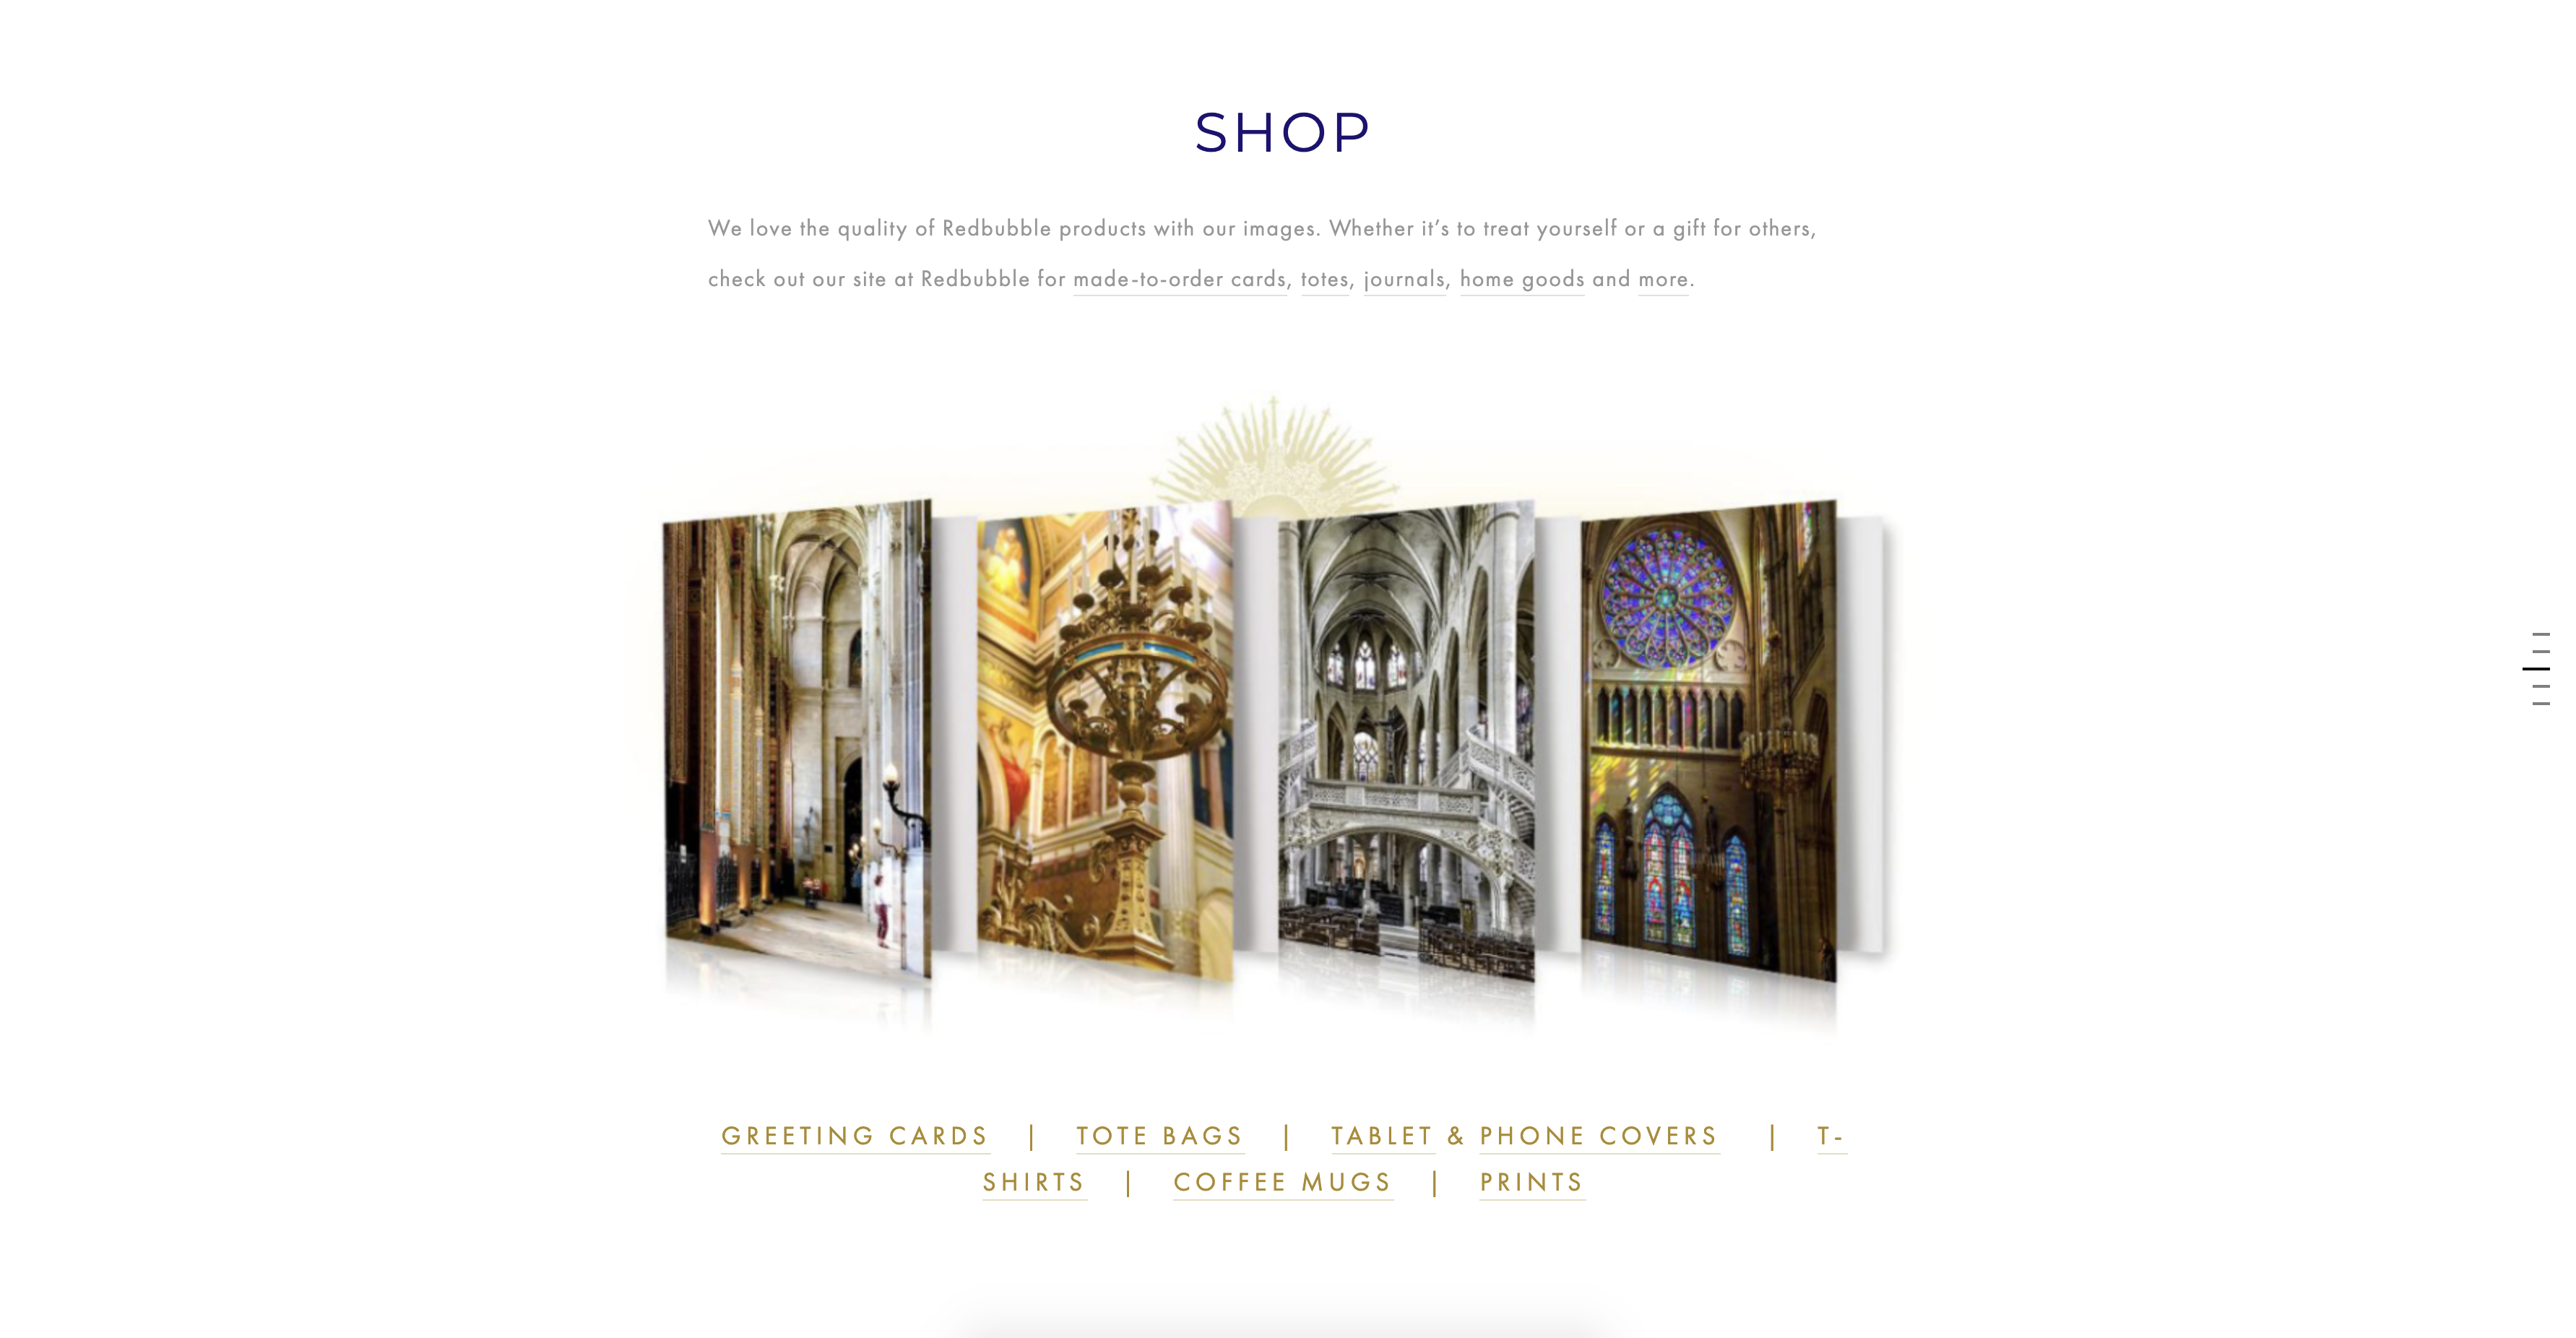 SHOP
We love the quality of Redbubble products with our images. Whether it’s to treat yourself or a gift for others,
check out our site at Redbubble for made-to-order cards, totes, journals, home goods and more.
GREETING CARDS | TOTE BAGS | TABLET & PHONE COVERS | T-
SHIRTS | COFFEE MUGS | PRINTS